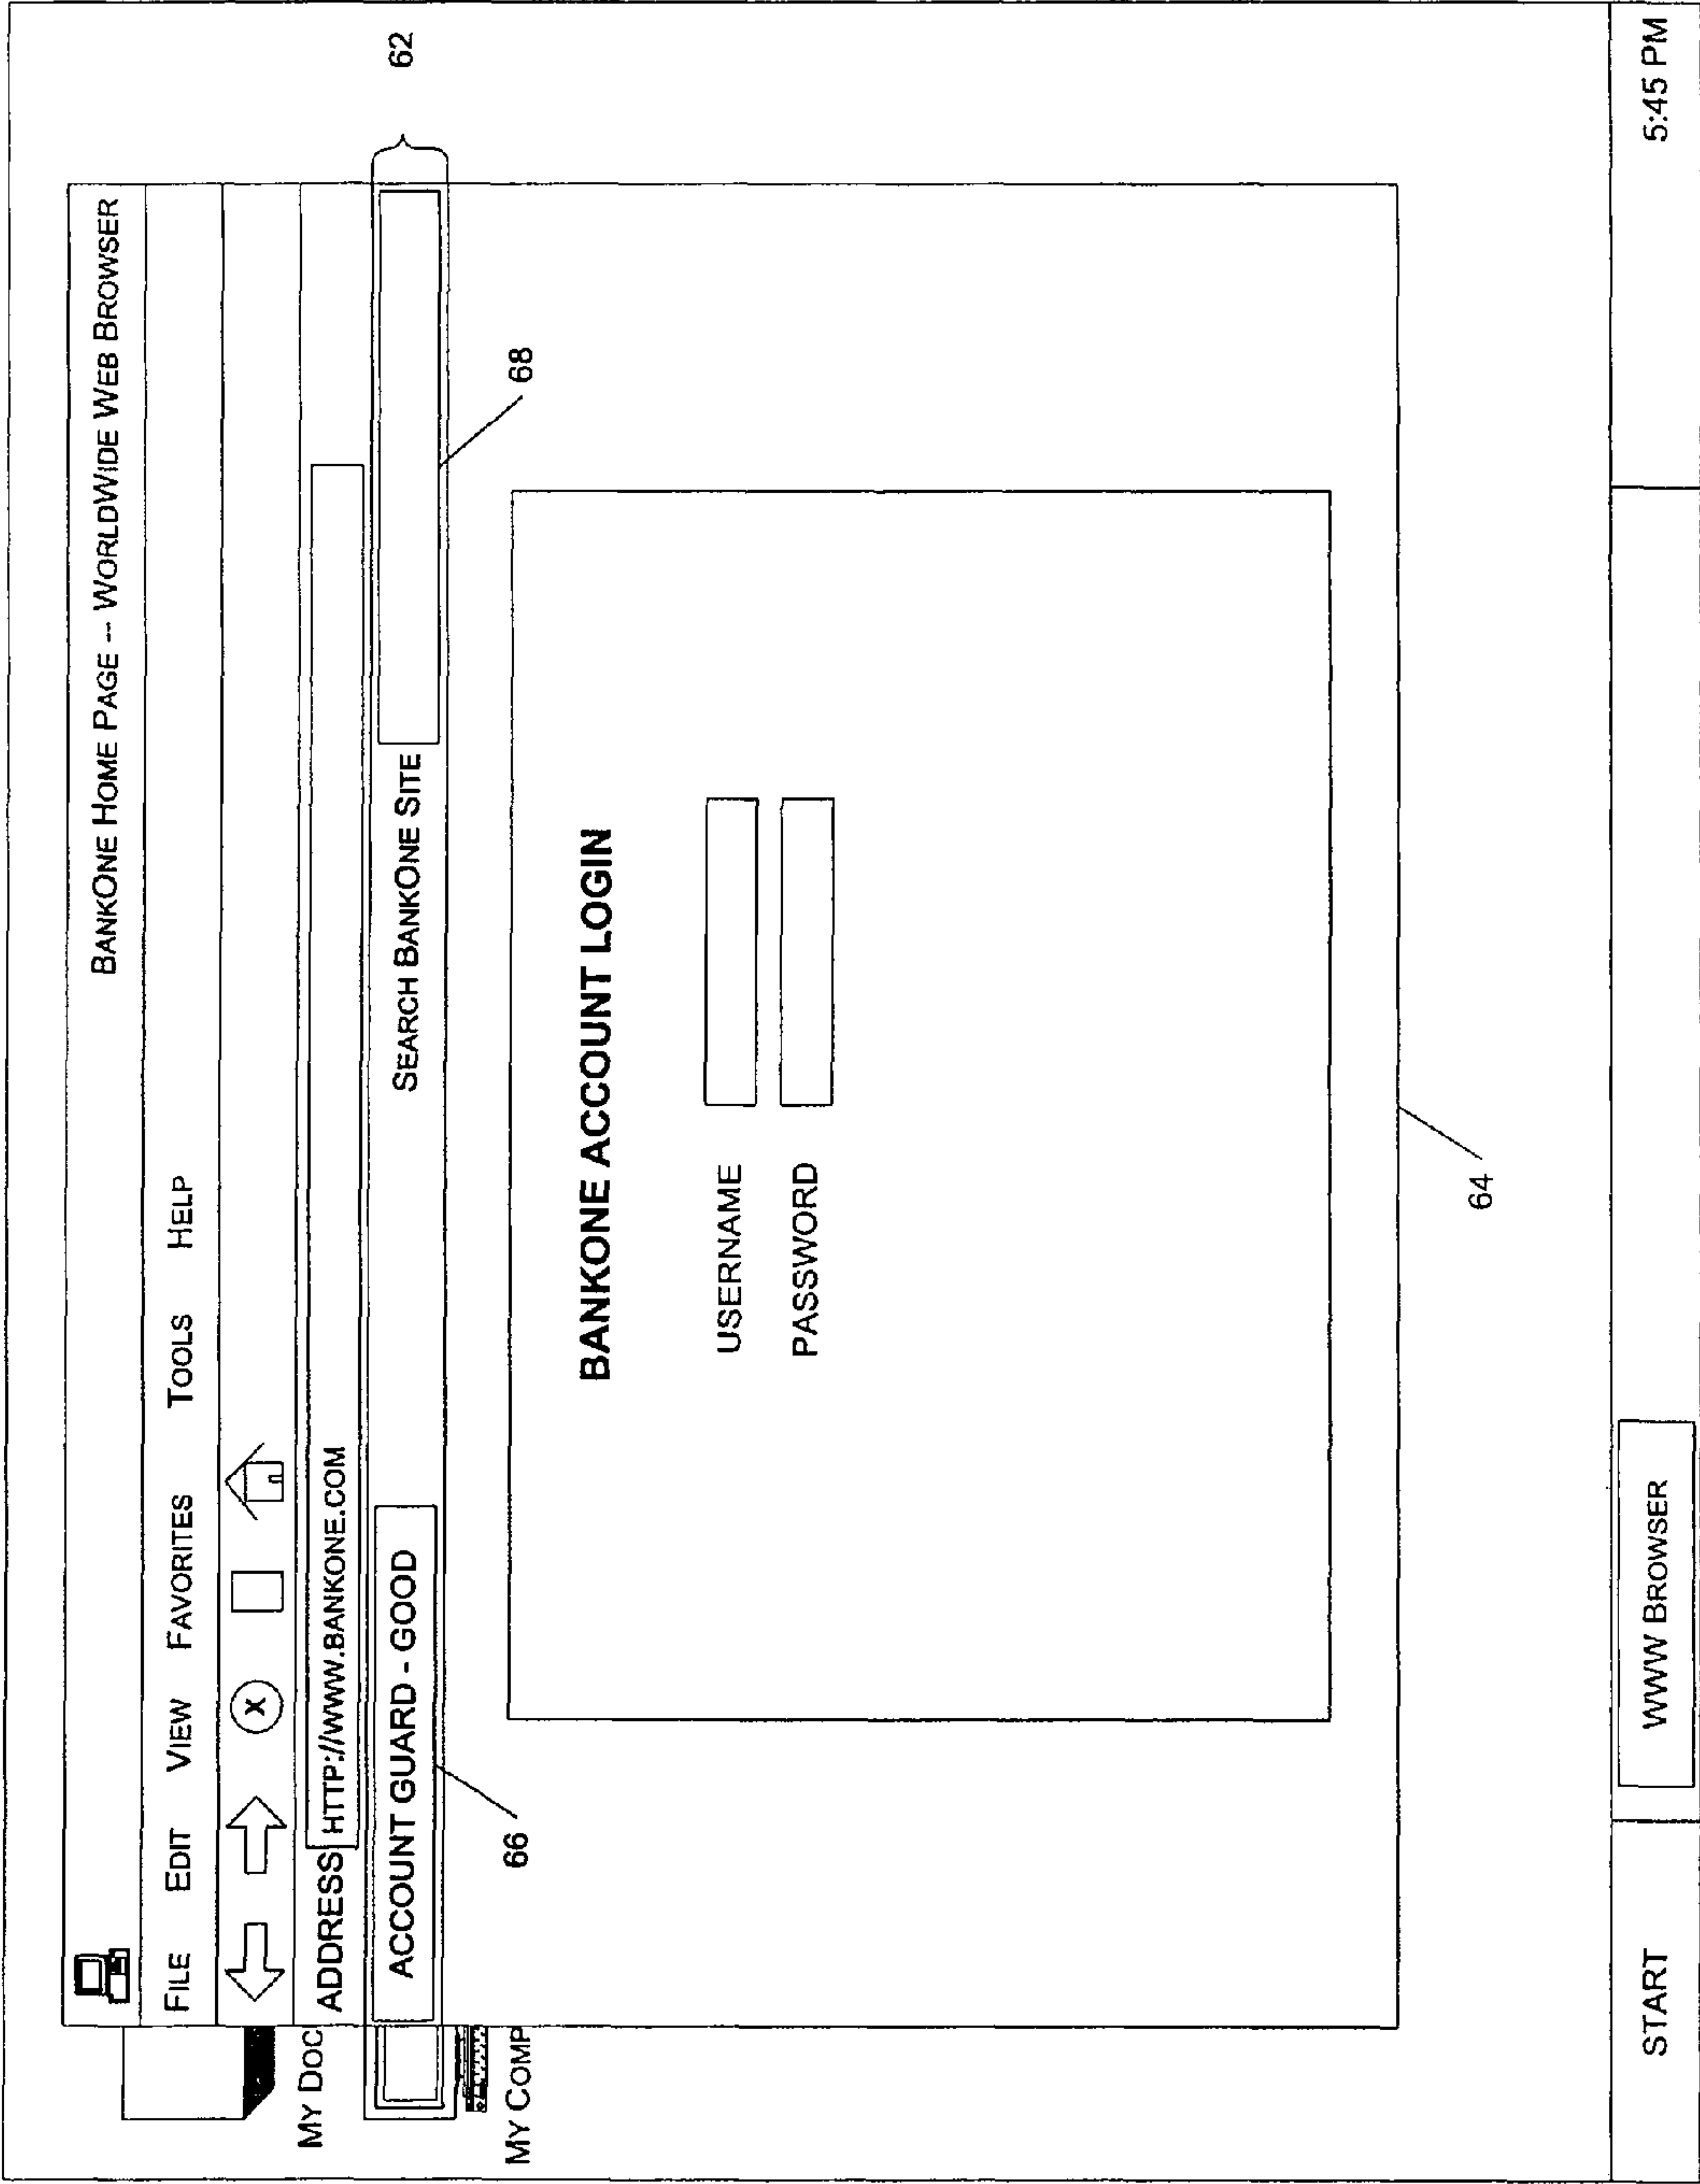 BANKONE HOME PAGE -- WORLDWIDE WEB BROWSER
FILE EDIT VIEW FAVORITES TOOLS HELP
X
MY DOC
ADDRESS HTTP://WWW.BANKONE.COM
ACCOUNT GUARD - GOOD SEARCH BANKONE SITE
62
MY COMP
66
68
BANKONE ACCOUNT LOGIN
USERNAME
PASSWORD
64
START WWW BROWSER 5:45 PM